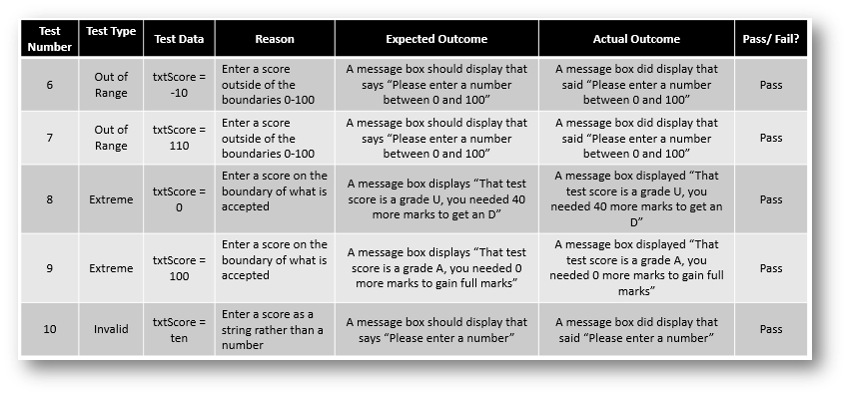 Test Number | Test Type | Test Data | Reason | Expected Outcome | Actual Outcome | Pass/ Fail?
6 | Out of Range | txtScore = -10 | Enter a score outside of the boundaries 0-100 | A message box should display that says “Please enter a number between 0 and 100” | A message box did display that said “Please enter a number between 0 and 100” | Pass
7 | Out of Range | txtScore = 110 | Enter a score outside of the boundaries 0-100 | A message box should display that says “Please enter a number between 0 and 100” | A message box did display that said “Please enter a number between 0 and 100” | Pass
8 | Extreme | txtScore = 0 | Enter a score on the boundary of what is accepted | A message box displays “That test score is a grade U, you needed 40 more marks to get an D” | A message box displayed “That test score is a grade U, you needed 40 more marks to get an D” | Pass
9 | Extreme | txtScore = 100 | Enter a score on the boundary of what is accepted | A message box displays “That test score is a grade A, you needed 0 more marks to gain full marks” | A message box displayed “That test score is a grade A, you needed 0 more marks to gain full marks” | Pass
10 | Invalid | txtScore = ten | Enter a score as a string rather than a number | A message box should display that says “Please enter a number” | A message box did display that said “Please enter a number” | Pass